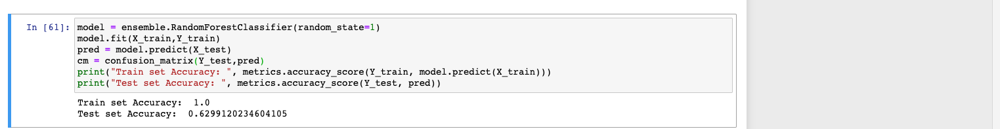 In [61]: model = ensemble.RandomForestClassifier(random_state=1)
model.fit(X_train,Y_train)
pred = model.predict(X_test)
cm = confusion_matrix(Y_test,pred)
print("Train set Accuracy: ", metrics.accuracy_score(Y_train, model.predict(X_train)))
print("Test set Accuracy: ", metrics.accuracy_score(Y_test, pred))
Train set Accuracy:  1.0
Test set Accuracy:  0.6299120234604105